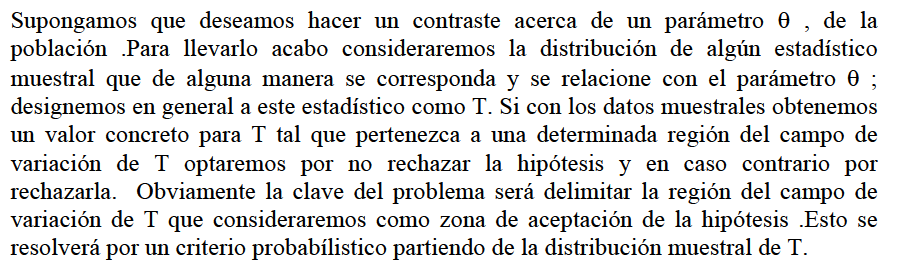 Supongamos que deseamos hacer un contraste acerca de un parámetro θ , de la
población .Para llevarlo acabo consideraremos la distribución de algún estadístico
muestral que de alguna manera se corresponda y se relacione con el parámetro θ ;
designemos en general a este estadístico como T. Si con los datos muestrales obtenemos
un valor concreto para T tal que pertenezca a una determinada región del campo de
variación de T optaremos por no rechazar la hipótesis y en caso contrario por
rechazarla. Obviamente la clave del problema será delimitar la región del campo de
variación de T que consideraremos como zona de aceptación de la hipótesis .Esto se
resolverá por un criterio probabílistico partiendo de la distribución muestral de T.